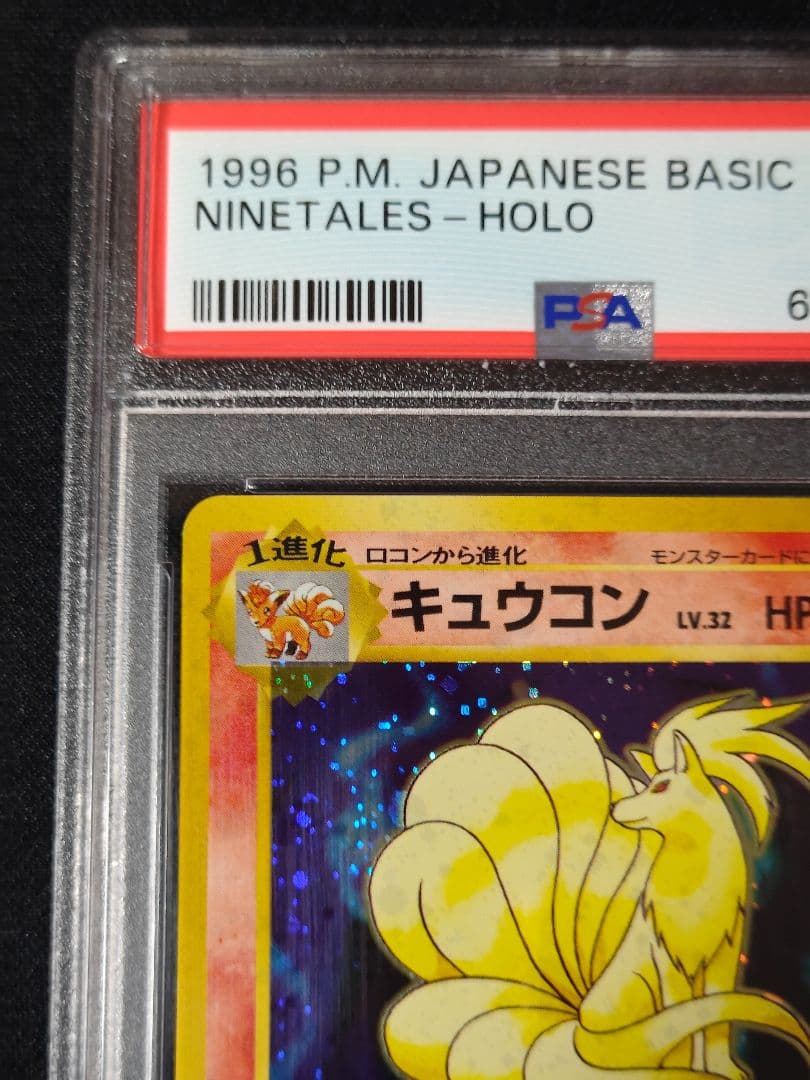 1996 P.M. JAPANESE BASIC
NINETALES – HOLO
PSA
6
1進化 ロコンから進化 モンスターカードに
キュウコン LV.32 HP